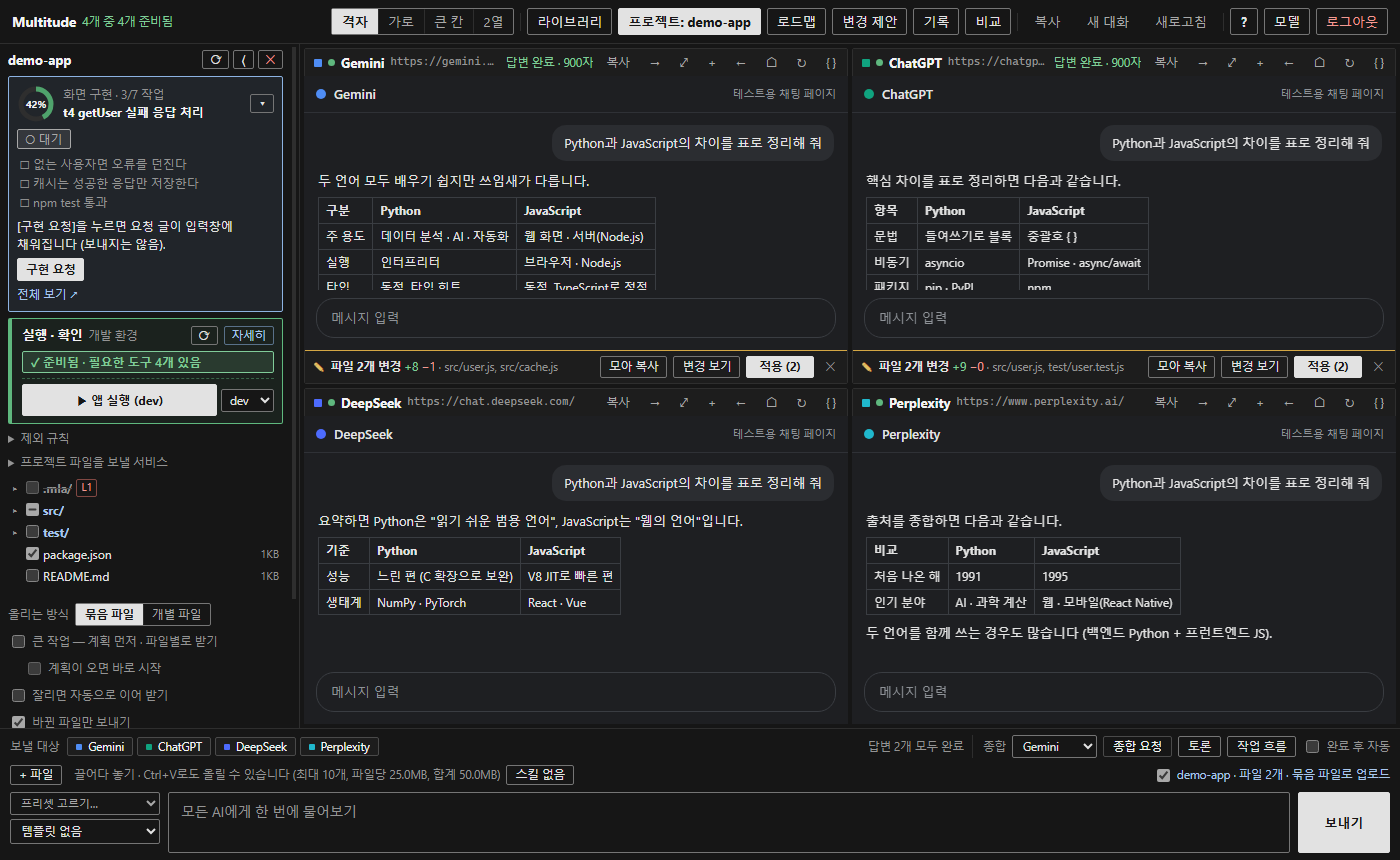 Multitude 4개 중 4개 준비됨
격자 가로 큰 칸 2열 라이브러리 프로젝트: demo-app 로드맵 변경 제안 기록 비교 복사 새 대화 새로고침 ? 모델 로그아웃
demo-app
42%
화면 구현 · 3/7 작업
t4 getUser 실패 응답 처리
○ 대기
없는 사용자면 오류를 던진다
캐시는 성공한 응답만 저장한다
npm test 통과
[구현 요청]을 누르면 요청 글이 입력창에
채워집니다 (보내지는 않음).
구현 요청
전체 보기 ↗
실행 · 확인 개발 환경 자세히
✓ 준비됨 · 필요한 도구 4개 있음
▶ 앱 실행 (dev) dev
▶ 제외 규칙
▶ 프로젝트 파일을 보낼 서비스
.mla/ L1
src/
test/
package.json 1KB
README.md 1KB
올리는 방식 묶음 파일 개별 파일
큰 작업 — 계획 먼저 · 파일별로 받기
계획이 오면 바로 시작
잘리면 자동으로 이어 받기
바뀐 파일만 보내기
Gemini https://gemini.… 답변 완료 · 900자 복사 → ⤢ + ← ↻ { }
Gemini 테스트용 채팅 페이지
Python과 JavaScript의 차이를 표로 정리해 줘
두 언어 모두 배우기 쉽지만 쓰임새가 다릅니다.
구분 Python JavaScript
주 용도 데이터 분석 · AI · 자동화 웹 화면 · 서버(Node.js)
실행 인터프리터 브라우저 · Node.js
타입 동적, 타입 힌트 동적, TypeScript로 정적
메시지 입력
파일 2개 변경 +8 −1 · src/user.js, src/cache.js 모아 복사 변경 보기 적용 (2)
ChatGPT https://chatgp… 답변 완료 · 900자 복사 → ⤢ + ← ↻ { }
ChatGPT 테스트용 채팅 페이지
Python과 JavaScript의 차이를 표로 정리해 줘
핵심 차이를 표로 정리하면 다음과 같습니다.
항목 Python JavaScript
문법 들여쓰기로 블록 중괄호 { }
비동기 asyncio Promise · async/await
패키지 pip · PyPI npm
메시지 입력
파일 2개 변경 +9 −0 · src/user.js, test/user.test.js 모아 복사 변경 보기 적용 (2)
DeepSeek https://chat.deepseek.com/ 복사 → ⤢ + ← ↻ { }
DeepSeek 테스트용 채팅 페이지
Python과 JavaScript의 차이를 표로 정리해 줘
요약하면 Python은 "읽기 쉬운 범용 언어", JavaScript는 "웹의 언어"입니다.
기준 Python JavaScript
성능 느린 편 (C 확장으로 보완) V8 JIT로 빠른 편
생태계 NumPy · PyTorch React · Vue
메시지 입력
Perplexity https://www.perplexity.ai/ 복사 → ⤢ + ← ↻ { }
Perplexity 테스트용 채팅 페이지
Python과 JavaScript의 차이를 표로 정리해 줘
출처를 종합하면 다음과 같습니다.
비교 Python JavaScript
처음 나온 해 1991 1995
인기 분야 AI · 과학 계산 웹 · 모바일(React Native)
두 언어를 함께 쓰는 경우도 많습니다 (백엔드 Python + 프런트엔드 JS).
메시지 입력
보낼 대상 Gemini ChatGPT DeepSeek Perplexity 답변 2개 모두 완료 종합 Gemini 종합 요청 토론 작업 흐름 완료 후 자동
+ 파일 끌어다 놓기 · Ctrl+V로도 올릴 수 있습니다 (최대 10개, 파일당 25.0MB, 합계 50.0MB) 스킬 없음 demo-app · 파일 2개 · 묶음 파일로 업로드
프리셋 고르기...
템플릿 없음
모든 AI에게 한 번에 물어보기
보내기